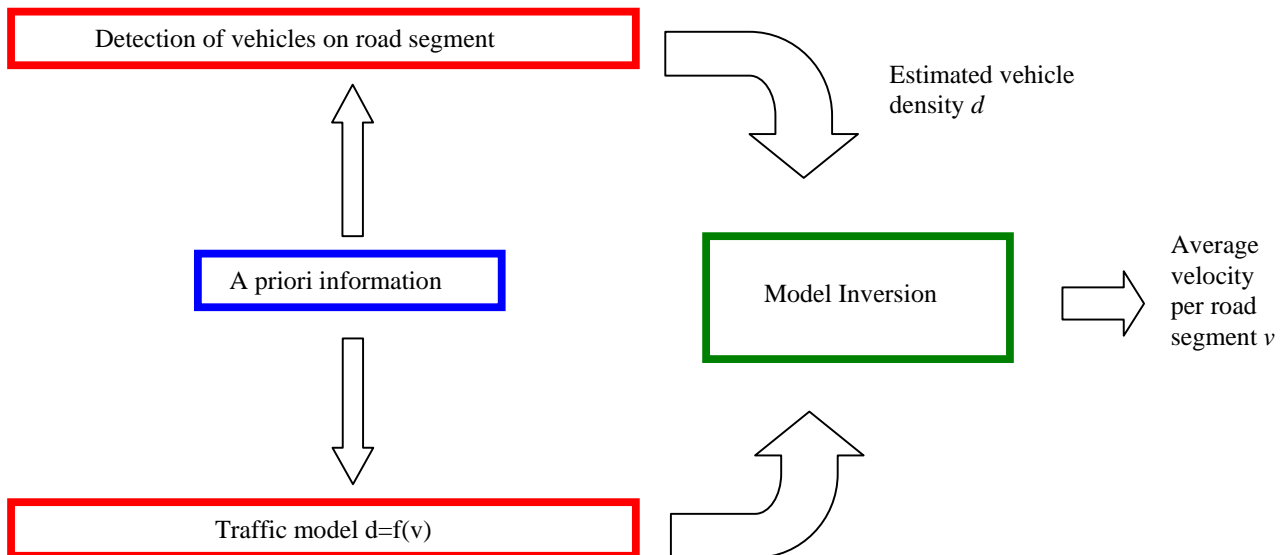 Detection of vehicles on road segment
Estimated vehicle
density d
A priori information
Model Inversion
Average
velocity
per road
segment v
Traffic model d=f(v)